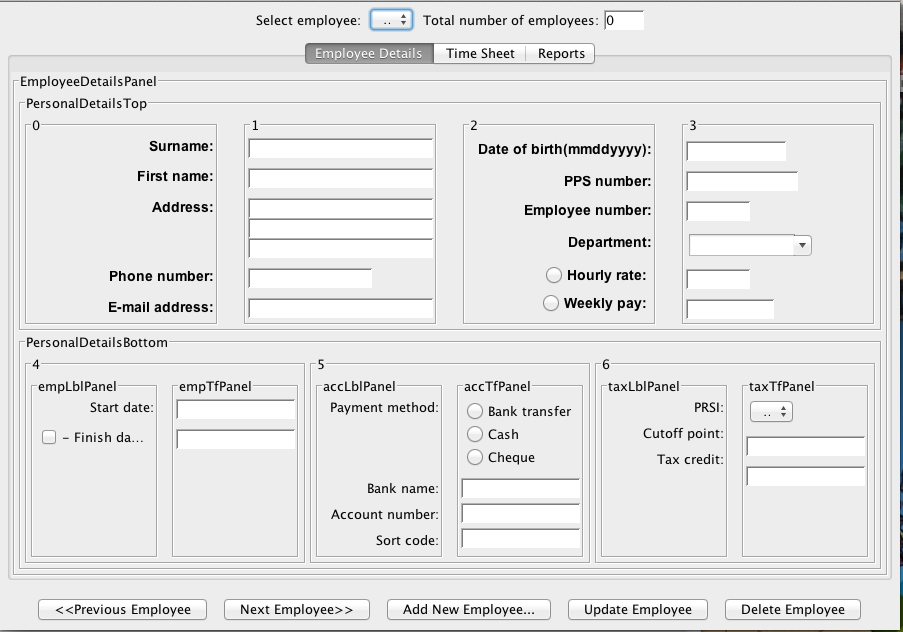 Select employee: .. Total number of employees: 0
Employee Details Time Sheet Reports
EmployeeDetailsPanel
PersonalDetailsTop
0 1 2 3
Surname: Date of birth(mmddyyyy):
First name: PPS number:
Address: Employee number:
Department:
Phone number: Hourly rate:
E-mail address: Weekly pay:
PersonalDetailsBottom
4 5 6
empLblPanel empTfPanel accLblPanel accTfPanel taxLblPanel taxTfPanel
Start date: Payment method: Bank transfer PRSI: ..
- Finish da... Cash Cutoff point:
Cheque Tax credit:
Bank name:
Account number:
Sort code:
<<Previous Employee Next Employee>> Add New Employee... Update Employee Delete Employee